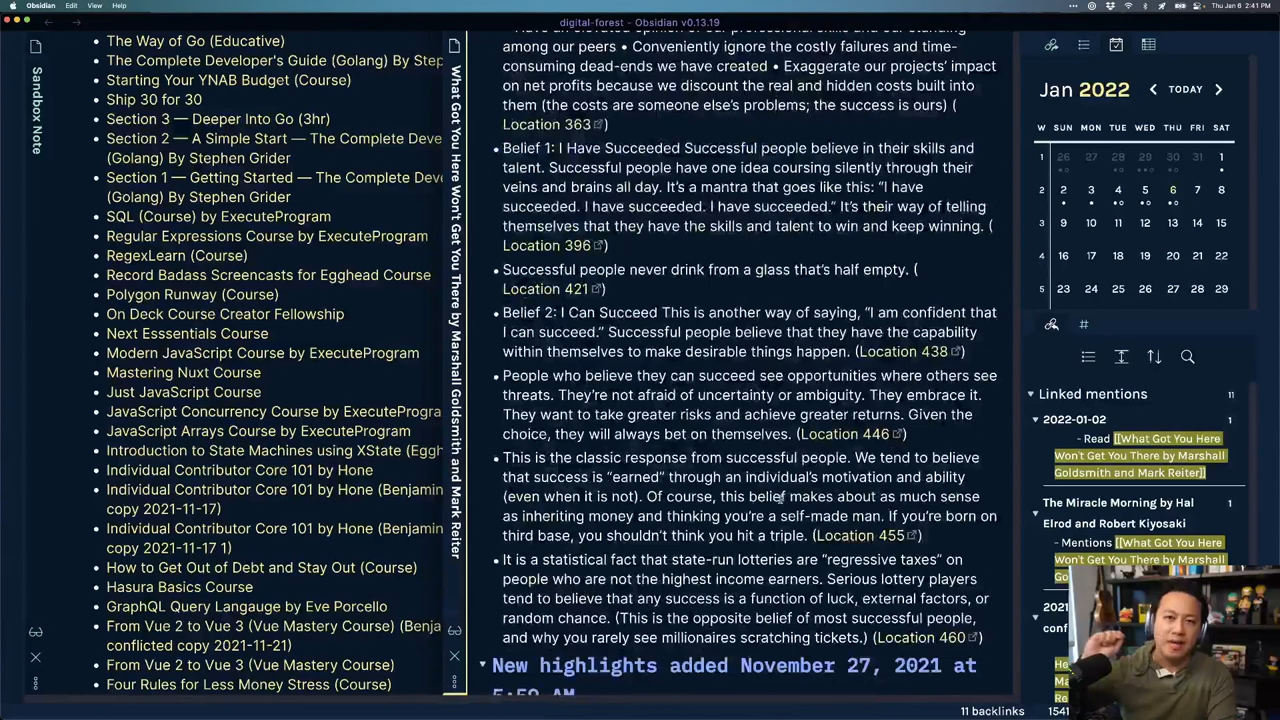 Obsidian Edit View Help
Thu Jan 6 2:41 PM
digital-forest - Obsidian v0.13.19
Sandbox Note
The Way of Go (Educative)
The Complete Developer's Guide (Golang) By Step
Starting Your YNAB Budget (Course)
Ship 30 for 30
Section 3 — Deeper Into Go (3hr)
Section 2 — A Simple Start — The Complete Deve
(Golang) By Stephen Grider
Section 1 — Getting Started — The Complete Deve
(Golang) By Stephen Grider
SQL (Course) by ExecuteProgram
Regular Expressions Course by ExecuteProgram
RegexLearn (Course)
Record Badass Screencasts for Egghead Course
Polygon Runway (Course)
On Deck Course Creator Fellowship
Next Esssentials Course
Modern JavaScript Course by ExecuteProgram
Mastering Nuxt Course
Just JavaScript Course
JavaScript Concurrency Course by ExecuteProgra
JavaScript Arrays Course by ExecuteProgram
Introduction to State Machines using XState (Eggh
Individual Contributor Core 101 by Hone
Individual Contributor Core 101 by Hone (Benjamin
copy 2021-11-17)
Individual Contributor Core 101 by Hone (Benjamin
copy 2021-11-17 1)
How to Get Out of Debt and Stay Out (Course)
Hasura Basics Course
GraphQL Query Langauge by Eve Porcello
From Vue 2 to Vue 3 (Vue Mastery Course) (Benja
conflicted copy 2021-11-21)
From Vue 2 to Vue 3 (Vue Mastery Course)
Four Rules for Less Money Stress (Course)
What Got You Here Won't Get You There by Marshall Goldsmith and Mark Reiter
Have an elevated opinion of our professional skills and our standing
among our peers • Conveniently ignore the costly failures and time-
consuming dead-ends we have created • Exaggerate our projects' impact
on net profits because we discount the real and hidden costs built into
them (the costs are someone else's problems; the success is ours) (
Location 363)
Belief 1: I Have Succeeded Successful people believe in their skills and
talent. Successful people have one idea coursing silently through their
veins and brains all day. It's a mantra that goes like this: “I have
succeeded. I have succeeded. I have succeeded.” It's their way of telling
themselves that they have the skills and talent to win and keep winning. (
Location 396)
Successful people never drink from a glass that's half empty. (
Location 421)
Belief 2: I Can Succeed This is another way of saying, “I am confident that
I can succeed.” Successful people believe that they have the capability
within themselves to make desirable things happen. (Location 438)
People who believe they can succeed see opportunities where others see
threats. They're not afraid of uncertainty or ambiguity. They embrace it.
They want to take greater risks and achieve greater returns. Given the
choice, they will always bet on themselves. (Location 446)
This is the classic response from successful people. We tend to believe
that success is “earned” through an individual's motivation and ability
(even when it is not). Of course, this belief makes about as much sense
as inheriting money and thinking you're a self-made man. If you're born on
third base, you shouldn't think you hit a triple. (Location 455)
It is a statistical fact that state-run lotteries are “regressive taxes” on
people who are not the highest income earners. Serious lottery players
tend to believe that any success is a function of luck, external factors, or
random chance. (This is the opposite belief of most successful people,
and why you rarely see millionaires scratching tickets.) (Location 460)
New highlights added November 27, 2021 at
5:59 AM
Jan 2022
TODAY
W SUN MON TUE WED THU FRI SAT
1 26 27 28 29 30 31 1
2 2 3 4 5 6 7 8
3 9 10 11 12 13 14 15
4 16 17 18 19 20 21 22
5 23 24 25 26 27 28 29
#
Linked mentions 11
2022-01-02 1
- Read [[What Got You Here
Won't Get You There by Marshall
Goldsmith and Mark Reiter]]
The Miracle Morning by Hal 1
Elrod and Robert Kiyosaki
- Mentions [[What Got You Here
Won't Get You There by Marshall
Go
2021
conf
He
Ma
Ro
11 backlinks
1541